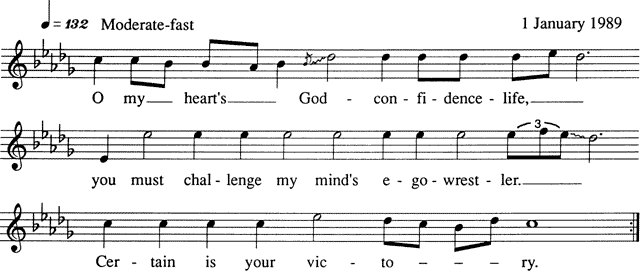 ♩ = 132 Moderate-fast 1 January 1989
O my heart's God - con - fi - dence - life,
3
you must chal - lenge my mind's e - go - wrest - ler.
Cer - tain is your vic - to - - - ry.